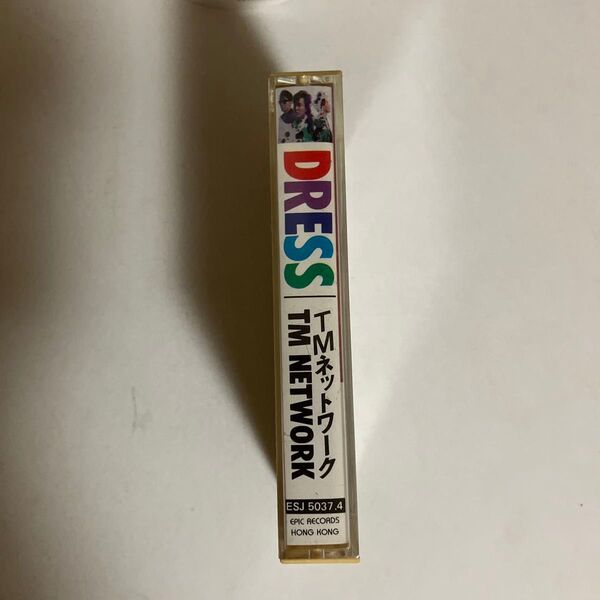 DRESS
TMネットワーク
TM NETWORK
ESJ 5037.4
EPIC RECORDS
HONG KONG